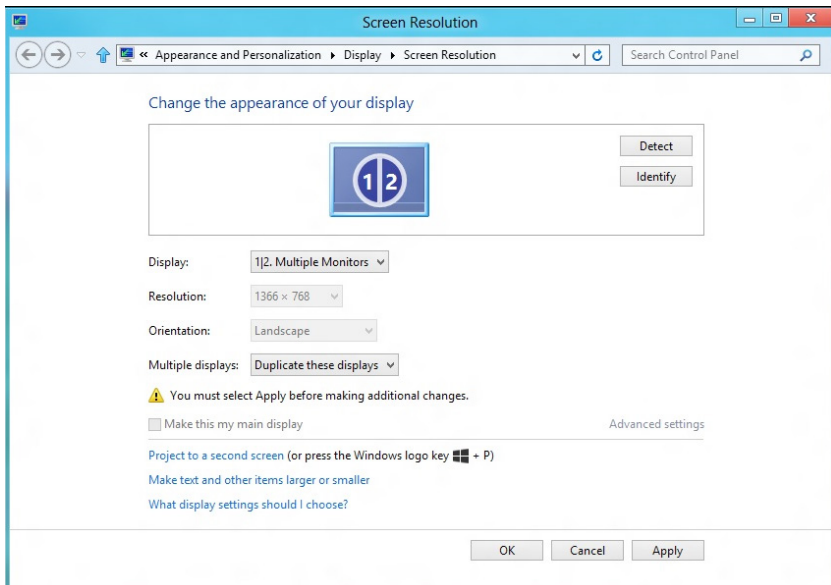 Screen Resolution
« Appearance and Personalization ▸ Display ▸ Screen Resolution
Search Control Panel
Change the appearance of your display
1|2
Detect
Identify
Display: 1|2. Multiple Monitors
Resolution: 1366 × 768
Orientation: Landscape
Multiple displays: Duplicate these displays
You must select Apply before making additional changes.
Make this my main display Advanced settings
Project to a second screen (or press the Windows logo key + P)
Make text and other items larger or smaller
What display settings should I choose?
OK Cancel Apply